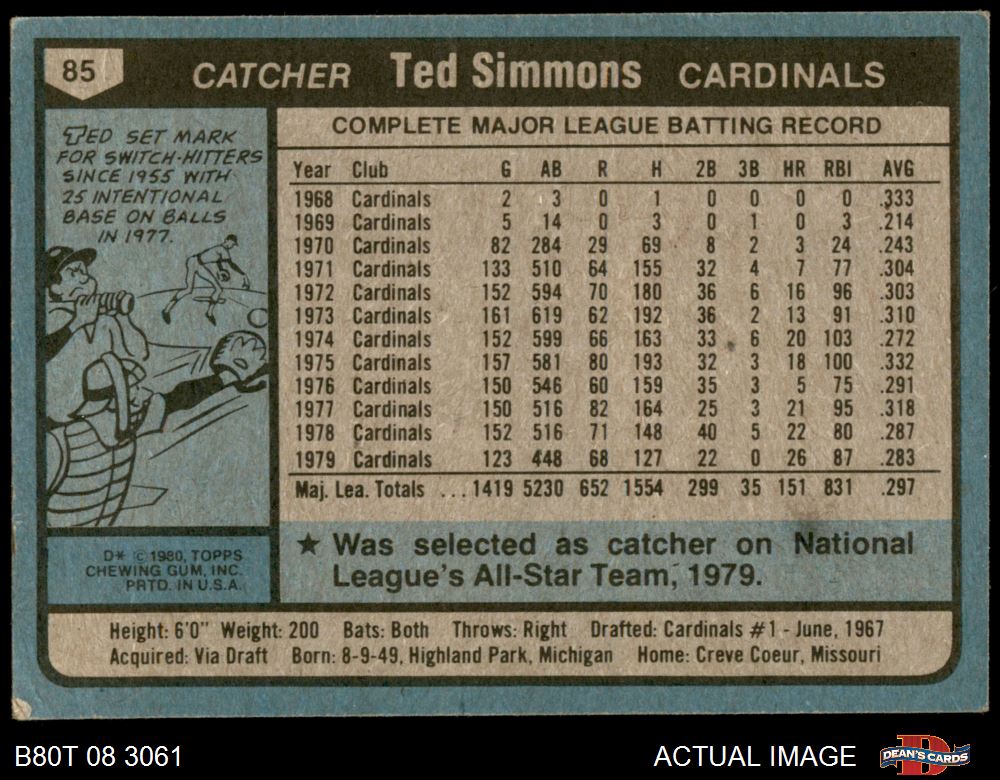 85 CATCHER Ted Simmons CARDINALS
TED SET MARK
FOR SWITCH-HITTERS
SINCE 1955 WITH
25 INTENTIONAL
BASE ON BALLS
IN 1977.
COMPLETE MAJOR LEAGUE BATTING RECORD
Year Club G AB R H 2B 3B HR RBI AVG
1968 Cardinals 2 3 0 1 0 0 0 0 .333
1969 Cardinals 5 14 0 3 0 1 0 3 .214
1970 Cardinals 82 284 29 69 8 2 3 24 .243
1971 Cardinals 133 510 64 155 32 4 7 77 .304
1972 Cardinals 152 594 70 180 36 6 16 96 .303
1973 Cardinals 161 619 62 192 36 2 13 91 .310
1974 Cardinals 152 599 66 163 33 6 20 103 .272
1975 Cardinals 157 581 80 193 32 3 18 100 .332
1976 Cardinals 150 546 60 159 35 3 5 75 .291
1977 Cardinals 150 516 82 164 25 3 21 95 .318
1978 Cardinals 152 516 71 148 40 5 22 80 .287
1979 Cardinals 123 448 68 127 22 0 26 87 .283
Maj. Lea. Totals ...1419 5230 652 1554 299 35 151 831 .297
D* © 1980, TOPPS
CHEWING GUM, INC.
PRTD. IN U.S.A.
★ Was selected as catcher on National
League's All-Star Team, 1979.
Height: 6'0" Weight: 200 Bats: Both Throws: Right Drafted: Cardinals #1 - June, 1967
Acquired: Via Draft Born: 8-9-49, Highland Park, Michigan Home: Creve Coeur, Missouri
B80T 08 3061 ACTUAL IMAGE DEAN'S CARDS